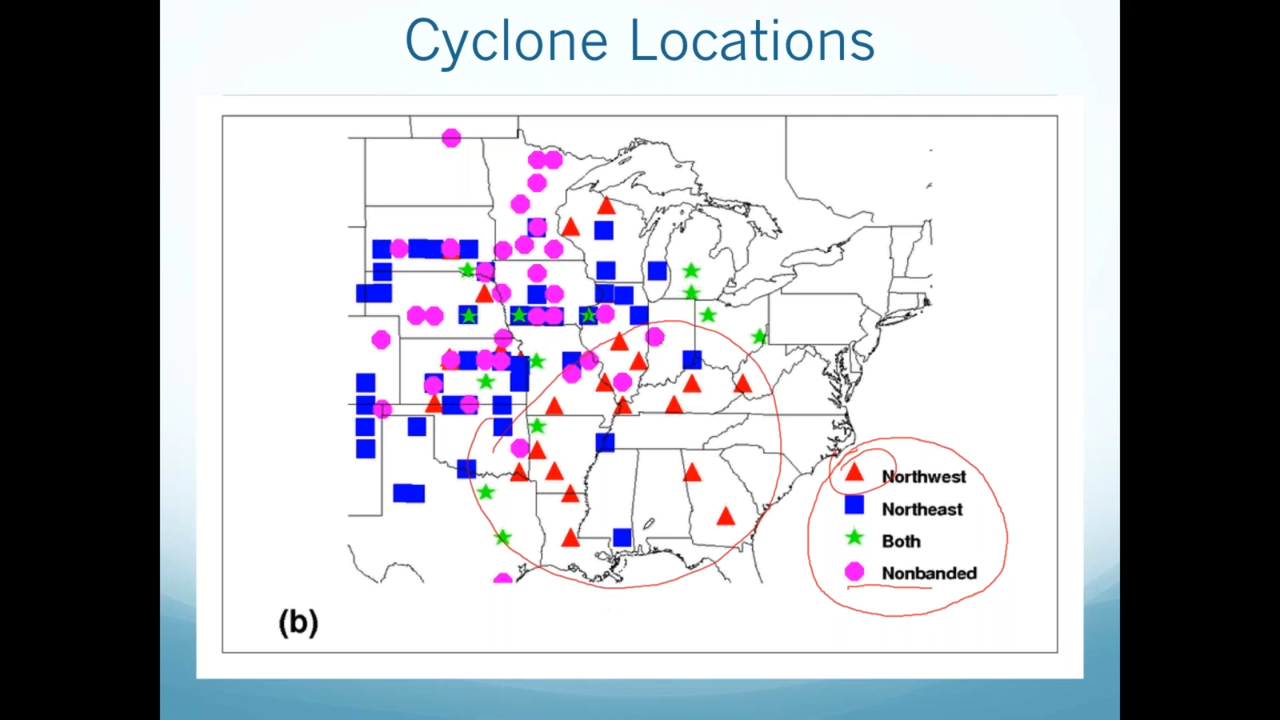 Cyclone Locations
Northwest
Northeast
Both
Nonbanded
(b)